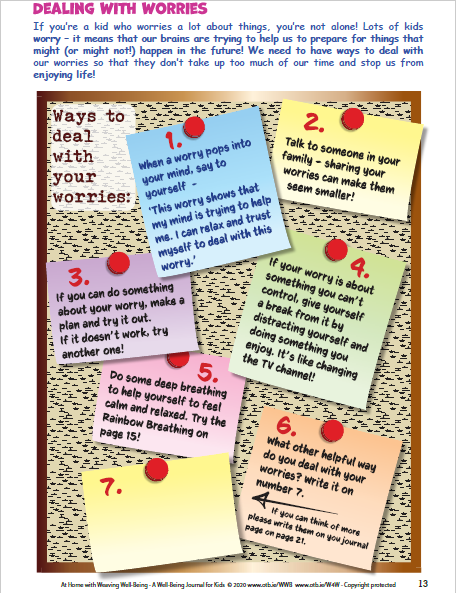 DEALING WITH WORRIES
If you're a kid who worries a lot about things, you're not alone! Lots of kids
worry – it means that our brains are trying to help us to prepare for things that
might (or might not!) happen in the future! We need to have ways to deal with
our worries so that they don't take up too much of our time and stop us from
enjoying life!
Ways to
deal
with
your
worries:
1.
When a worry pops into
your mind, say to
yourself -
'This worry shows that
my mind is trying to help
me. I can relax and trust
myself to deal with this
worry.'
2.
Talk to someone in your
family - sharing your
worries can make them
seem smaller!
3.
If you can do something
about your worry, make a
plan and try it out.
If it doesn't work, try
another one!
4.
If your worry is about
something you can't
control, give yourself
a break from it by
distracting yourself and
doing something you
enjoy. It's like changing
the TV channel!
5.
Do some deep breathing
to help yourself to feel
calm and relaxed. Try the
Rainbow Breathing on
page 15!
6.
What other helpful way
do you deal with your
worries? Write it on
number 7.
If you can think of more
please write them on you journal
page on page 21.
7.
At Home with Weaving Well-Being - A Well-Being Journal for Kids © 2020 www.otb.ie/WWB www.otb.ie/W4W - Copyright protected
13